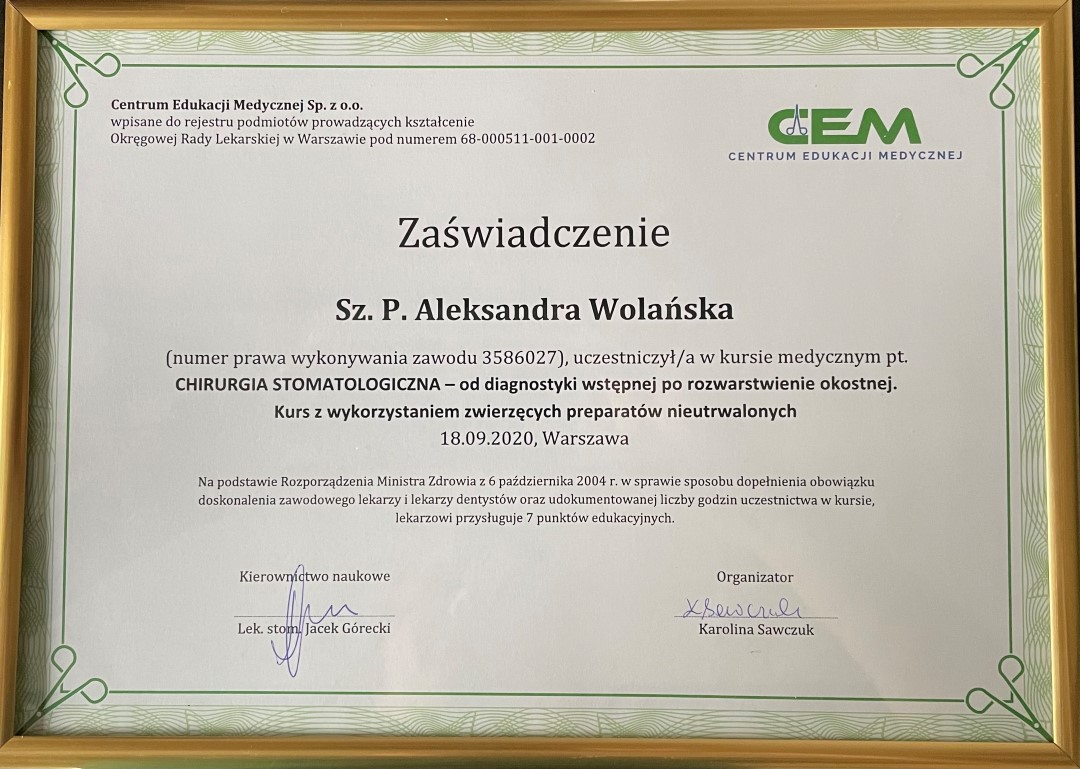 Centrum Edukacji Medycznej Sp. z o.o.
wpisane do rejestru podmiotów prowadzących kształcenie
Okręgowej Rady Lekarskiej w Warszawie pod numerem 68-000511-001-0002
CEM
CENTRUM EDUKACJI MEDYCZNEJ
Zaświadczenie
Sz. P. Aleksandra Wolańska
(numer prawa wykonywania zawodu 3586027), uczestniczył/a w kursie medycznym pt.
CHIRURGIA STOMATOLOGICZNA – od diagnostyki wstępnej po rozwarstwienie okostnej.
Kurs z wykorzystaniem zwierzęcych preparatów nieutrwalonych
18.09.2020, Warszawa
Na podstawie Rozporządzenia Ministra Zdrowia z 6 października 2004 r. w sprawie sposobu dopełnienia obowiązku
doskonalenia zawodowego lekarzy i lekarzy dentystów oraz udokumentowanej liczby godzin uczestnictwa w kursie,
lekarzowi przysługuje 7 punktów edukacyjnych.
Kierownictwo naukowe
Lek. stom. Jacek Górecki
Organizator
KSawczuk
Karolina Sawczuk